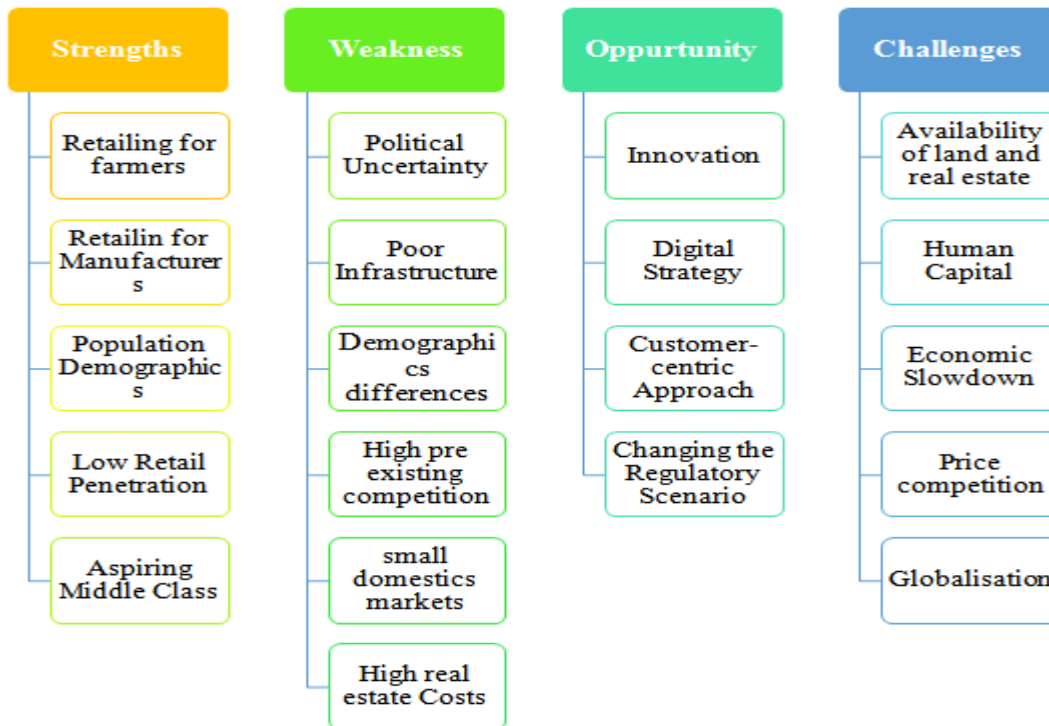 Strengths
Retailing for
farmers
Retailin for
Manufacturer
s
Population
Demographic
s
Low Retail
Penetration
Aspiring
Middle Class
Weakness
Political
Uncertainty
Poor
Infrastructure
Demographi
cs
differences
High pre
existing
competition
small
domestics
markets
High real
estate Costs
Oppurtunity
Innovation
Digital
Strategy
Customer-
centric
Approach
Changing the
Regulatory
Scenario
Challenges
Availability
of land and
real estate
Human
Capital
Economic
Slowdown
Price
competition
Globalisation